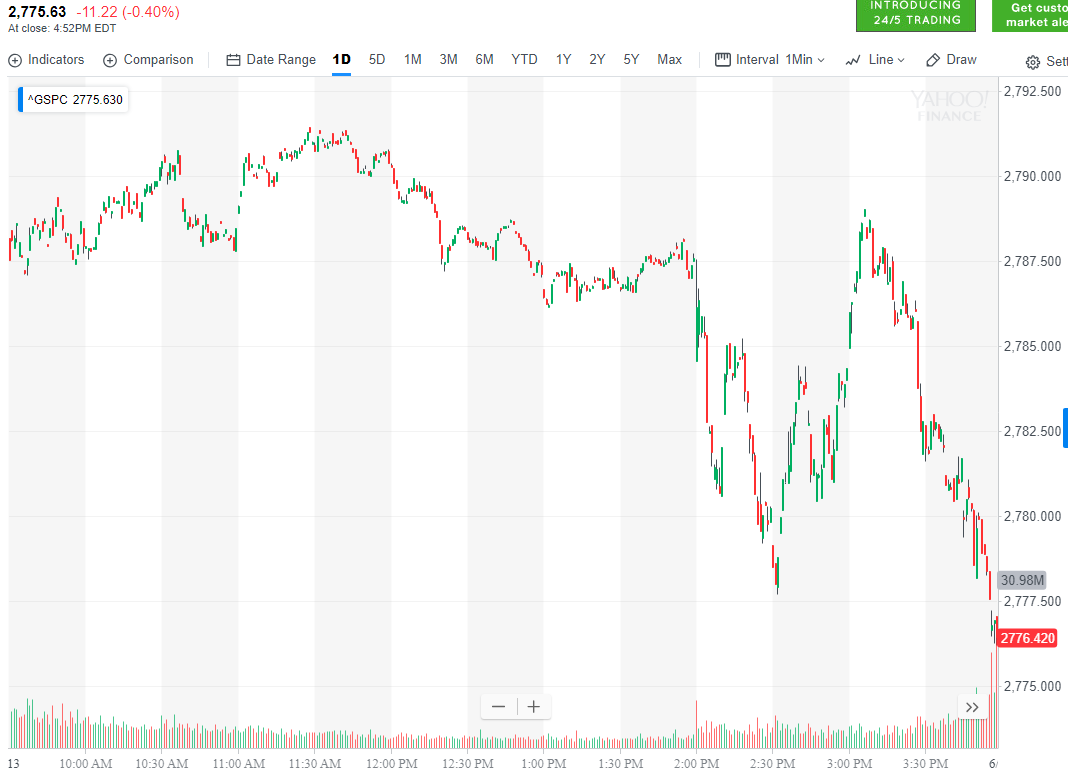 2,775.63 -11.22 (-0.40%)
At close: 4:52PM EDT
INTRODUCING
24/5 TRADING
Get custo
market ale
Indicators Comparison Date Range 1D 5D 1M 3M 6M YTD 1Y 2Y 5Y Max Interval 1Min Line Draw Sett
^GSPC 2775.630
YAHOO!
FINANCE
2,792.500
2,790.000
2,787.500
2,785.000
2,782.500
2,780.000
30.98M
2,777.500
2776.420
2,775.000
13 10:00 AM 10:30 AM 11:00 AM 11:30 AM 12:00 PM 12:30 PM 1:00 PM 1:30 PM 2:00 PM 2:30 PM 3:00 PM 3:30 PM 6/